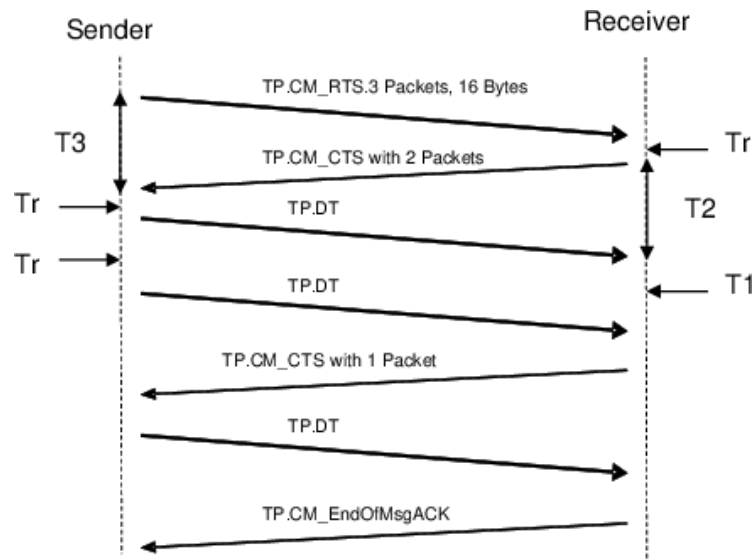 Sender
Receiver
TP.CM_RTS.3 Packets, 16 Bytes
T3
Tr
TP.CM_CTS with 2 Packets
Tr
TP.DT
T2
Tr
TP.DT
T1
TP.CM_CTS with 1 Packet
TP.DT
TP.CM_EndOfMsgACK